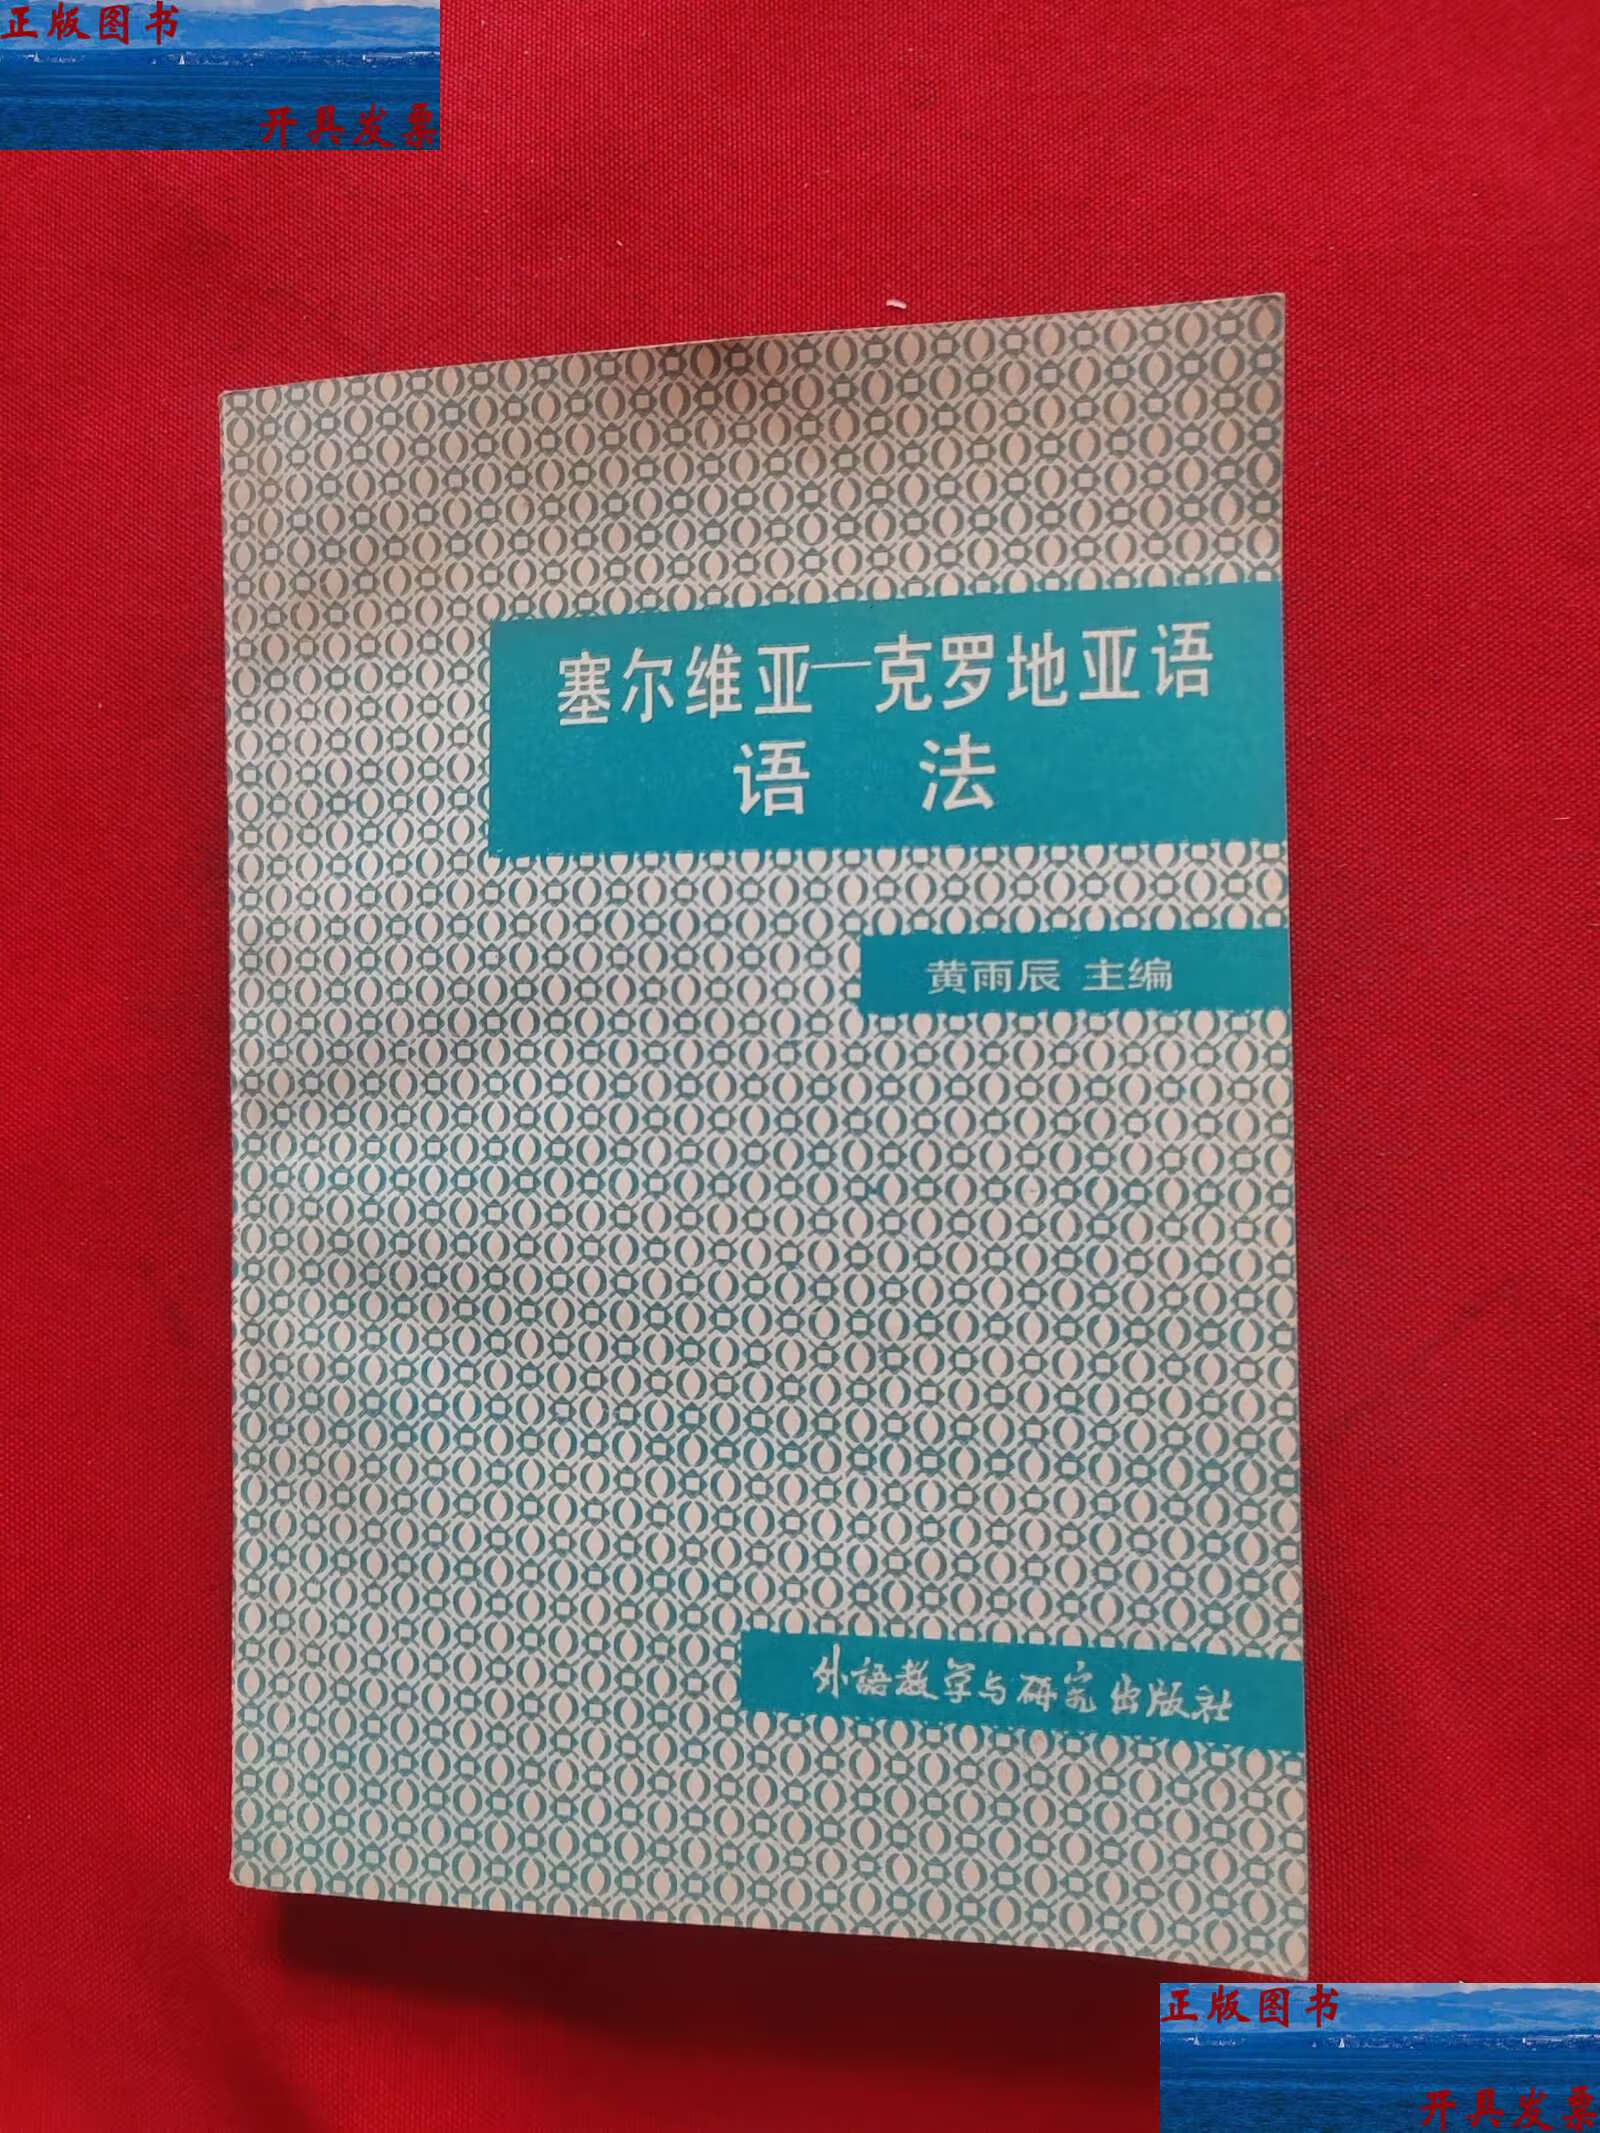 正版图书
开具发票
塞尔维亚—克罗地亚语
语 法
黄雨辰 主编
外語教学与研究出版社
正版图书
开具发票